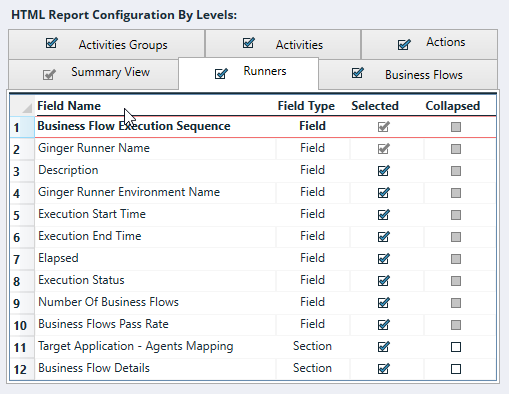 HTML Report Configuration By Levels:
Activities Groups Activities Actions
Summary View Runners Business Flows
Field Name Field Type Selected Collapsed
1 Business Flow Execution Sequence Field
2 Ginger Runner Name Field
3 Description Field
4 Ginger Runner Environment Name Field
5 Execution Start Time Field
6 Execution End Time Field
7 Elapsed Field
8 Execution Status Field
9 Number Of Business Flows Field
10 Business Flows Pass Rate Field
11 Target Application - Agents Mapping Section
12 Business Flow Details Section